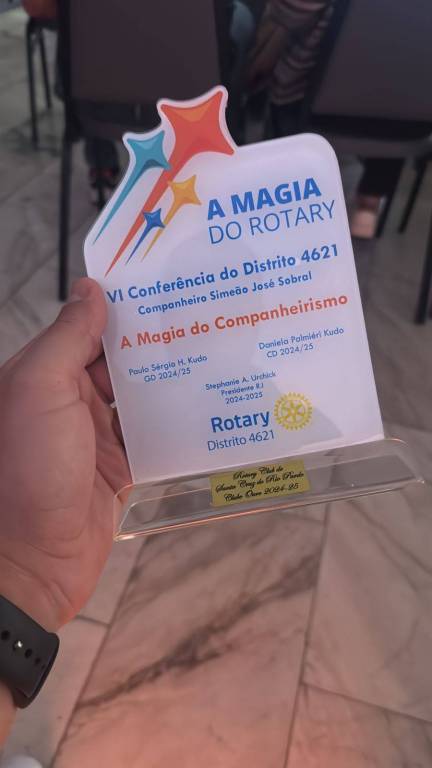 A MAGIA
DO ROTARY
VI Conferência do Distrito 4621
Companheiro Simeão José Sobral
A Magia do Companheirismo
Paulo Sérgio H. Kudo
GD 2024/25
Daniela Palmiéri Kudo
CD 2024/25
Stephanie A. Urchick
Presidente RI
2024-2025
Rotary
Distrito 4621
Rotary Club de
Santa Cruz do Rio Pardo
Clube Ouro 2024-25